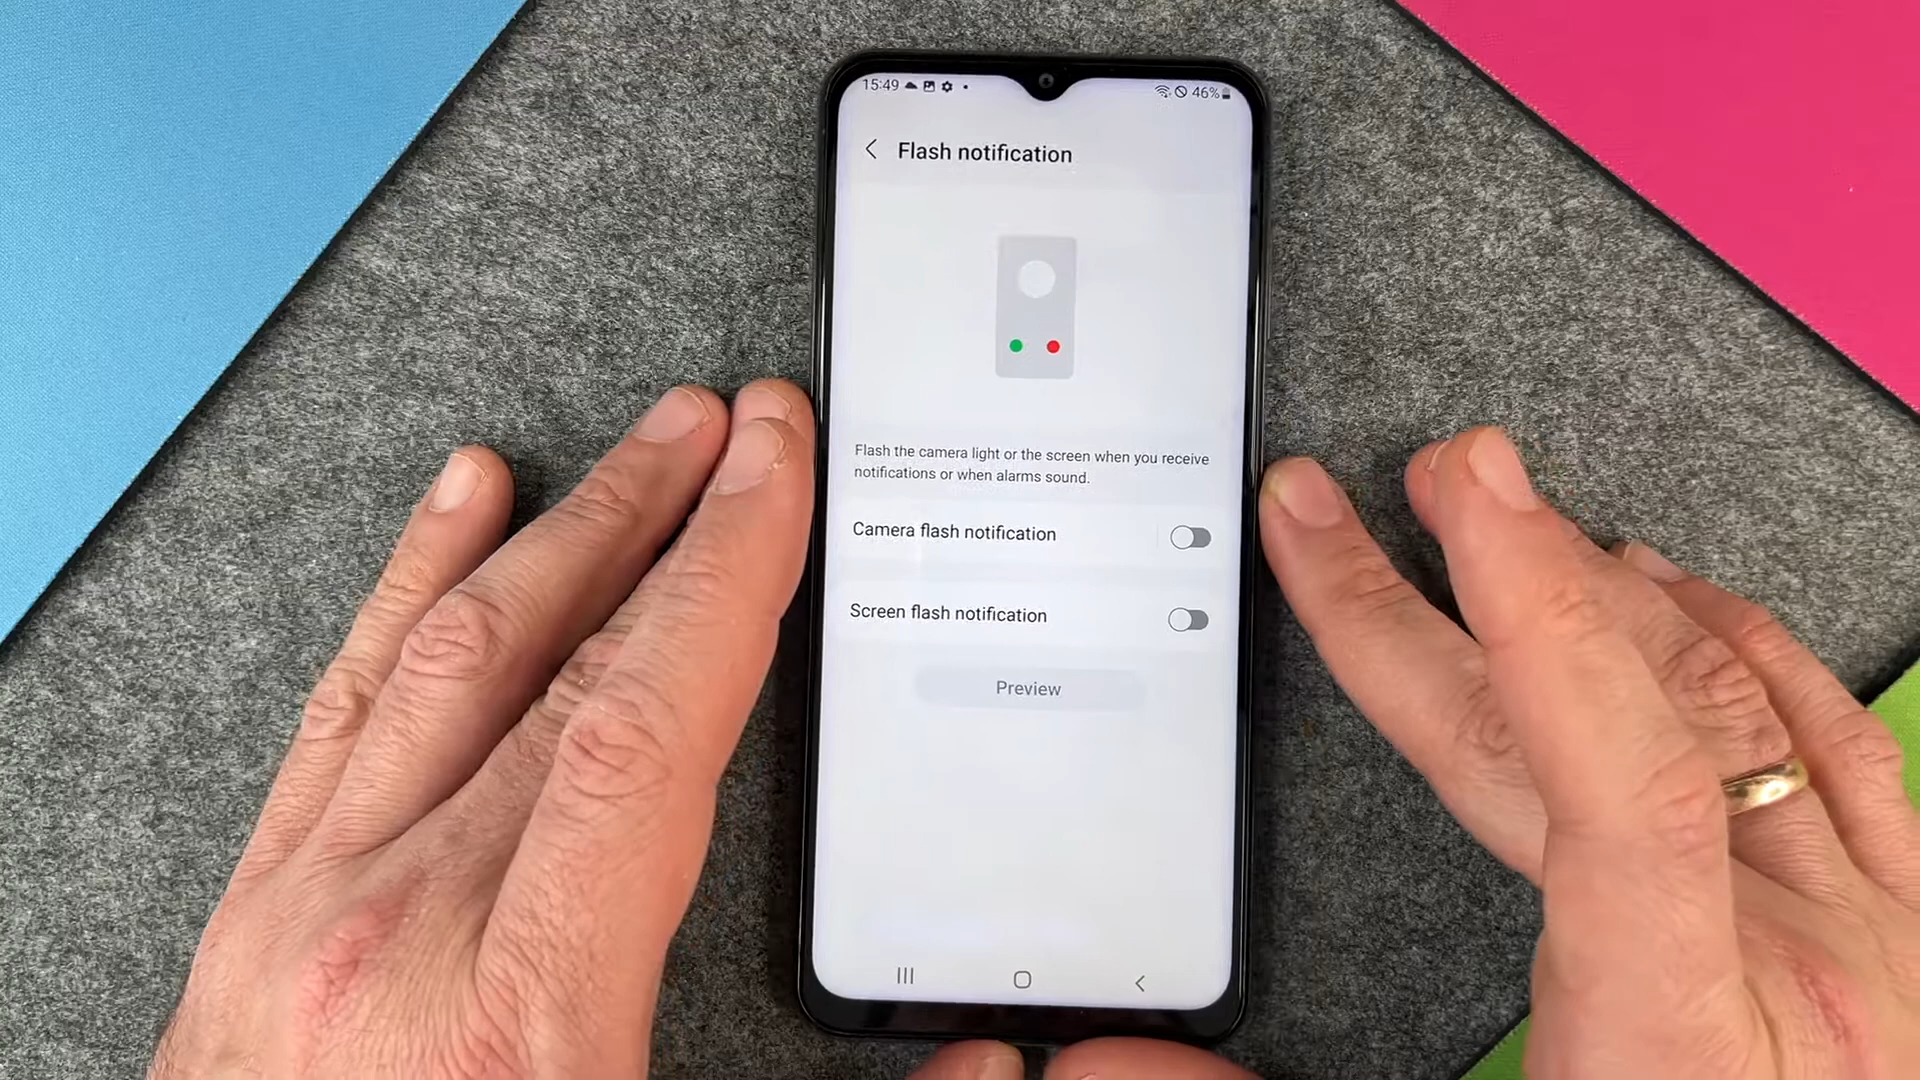 15:49
46%
Flash notification
Flash the camera light or the screen when you receive
notifications or when alarms sound.
Camera flash notification
Screen flash notification
Preview